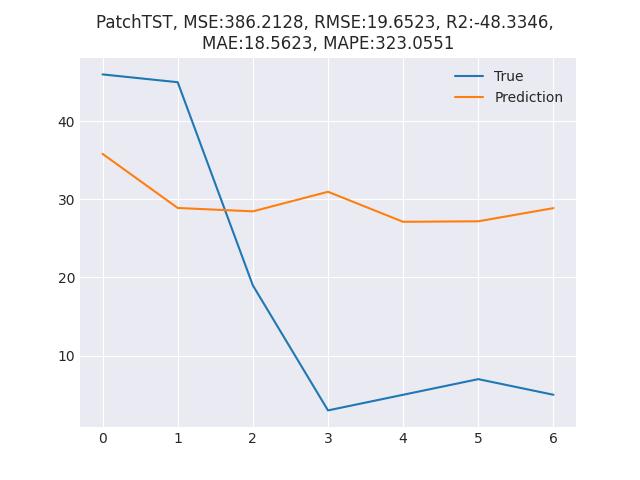 PatchTST, MSE:386.2128, RMSE:19.6523, R2:-48.3346,
MAE:18.5623, MAPE:323.0551
True
Prediction
40
30
20
10
0 1 2 3 4 5 6